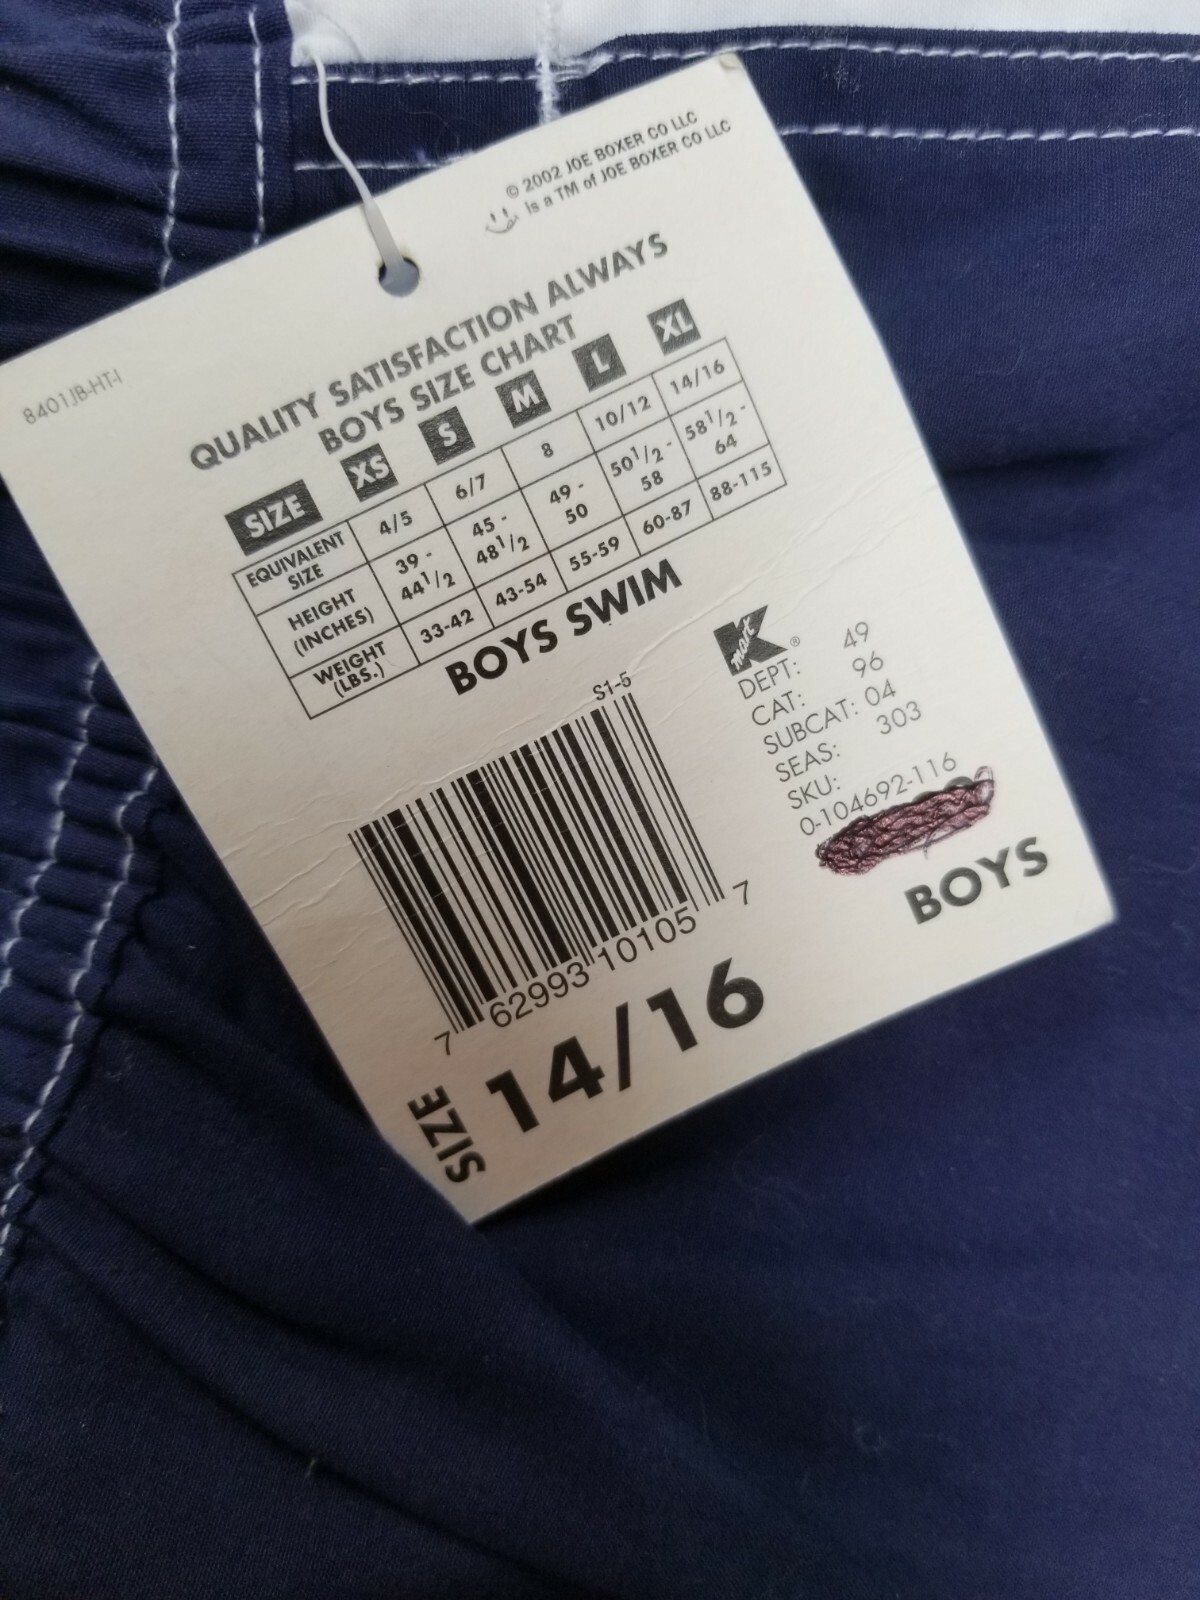 © 2002 JOE BOXER CO LLC
is a TM of JOE BOXER CO LLC
8401JB-HT-I
QUALITY SATISFACTION ALWAYS
BOYS SIZE CHART
SIZE XS S M L XL
EQUIVALENT SIZE 4/5 6/7 8 10/12 14/16
HEIGHT (INCHES) 39 - 44 1/2 45 - 48 1/2 49 - 50 50 1/2 - 58 58 1/2 - 64
WEIGHT (LBS.) 33-42 43-54 55-59 60-87 88-115
BOYS SWIM
Kmart®
DEPT: 49
CAT: 96
SUBCAT: 04
SEAS: 303
SKU:
0-104692-116
S1-5
7 62993 10105 7
BOYS
SIZE 14/16